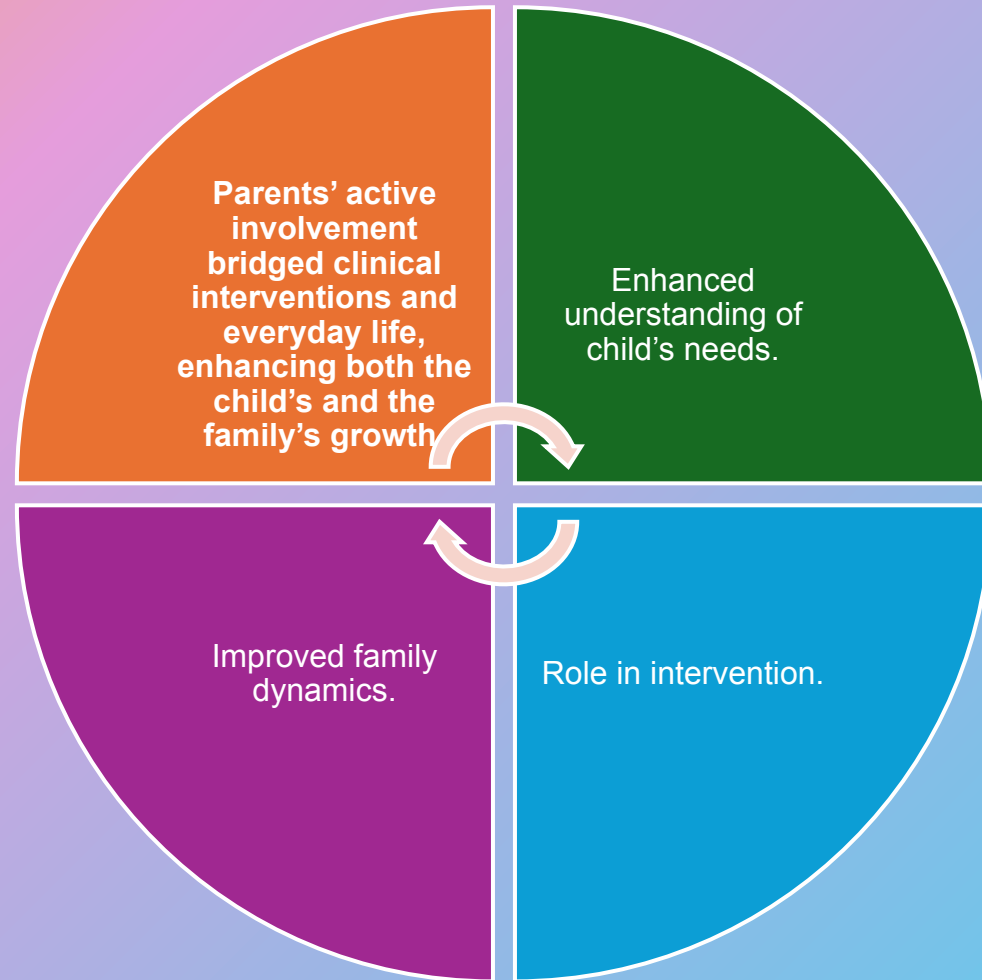 Parents’ active
involvement
bridged clinical
interventions and
everyday life,
enhancing both the
child’s and the
family’s growth
Enhanced
understanding of
child’s needs.
Role in intervention.
Improved family
dynamics.